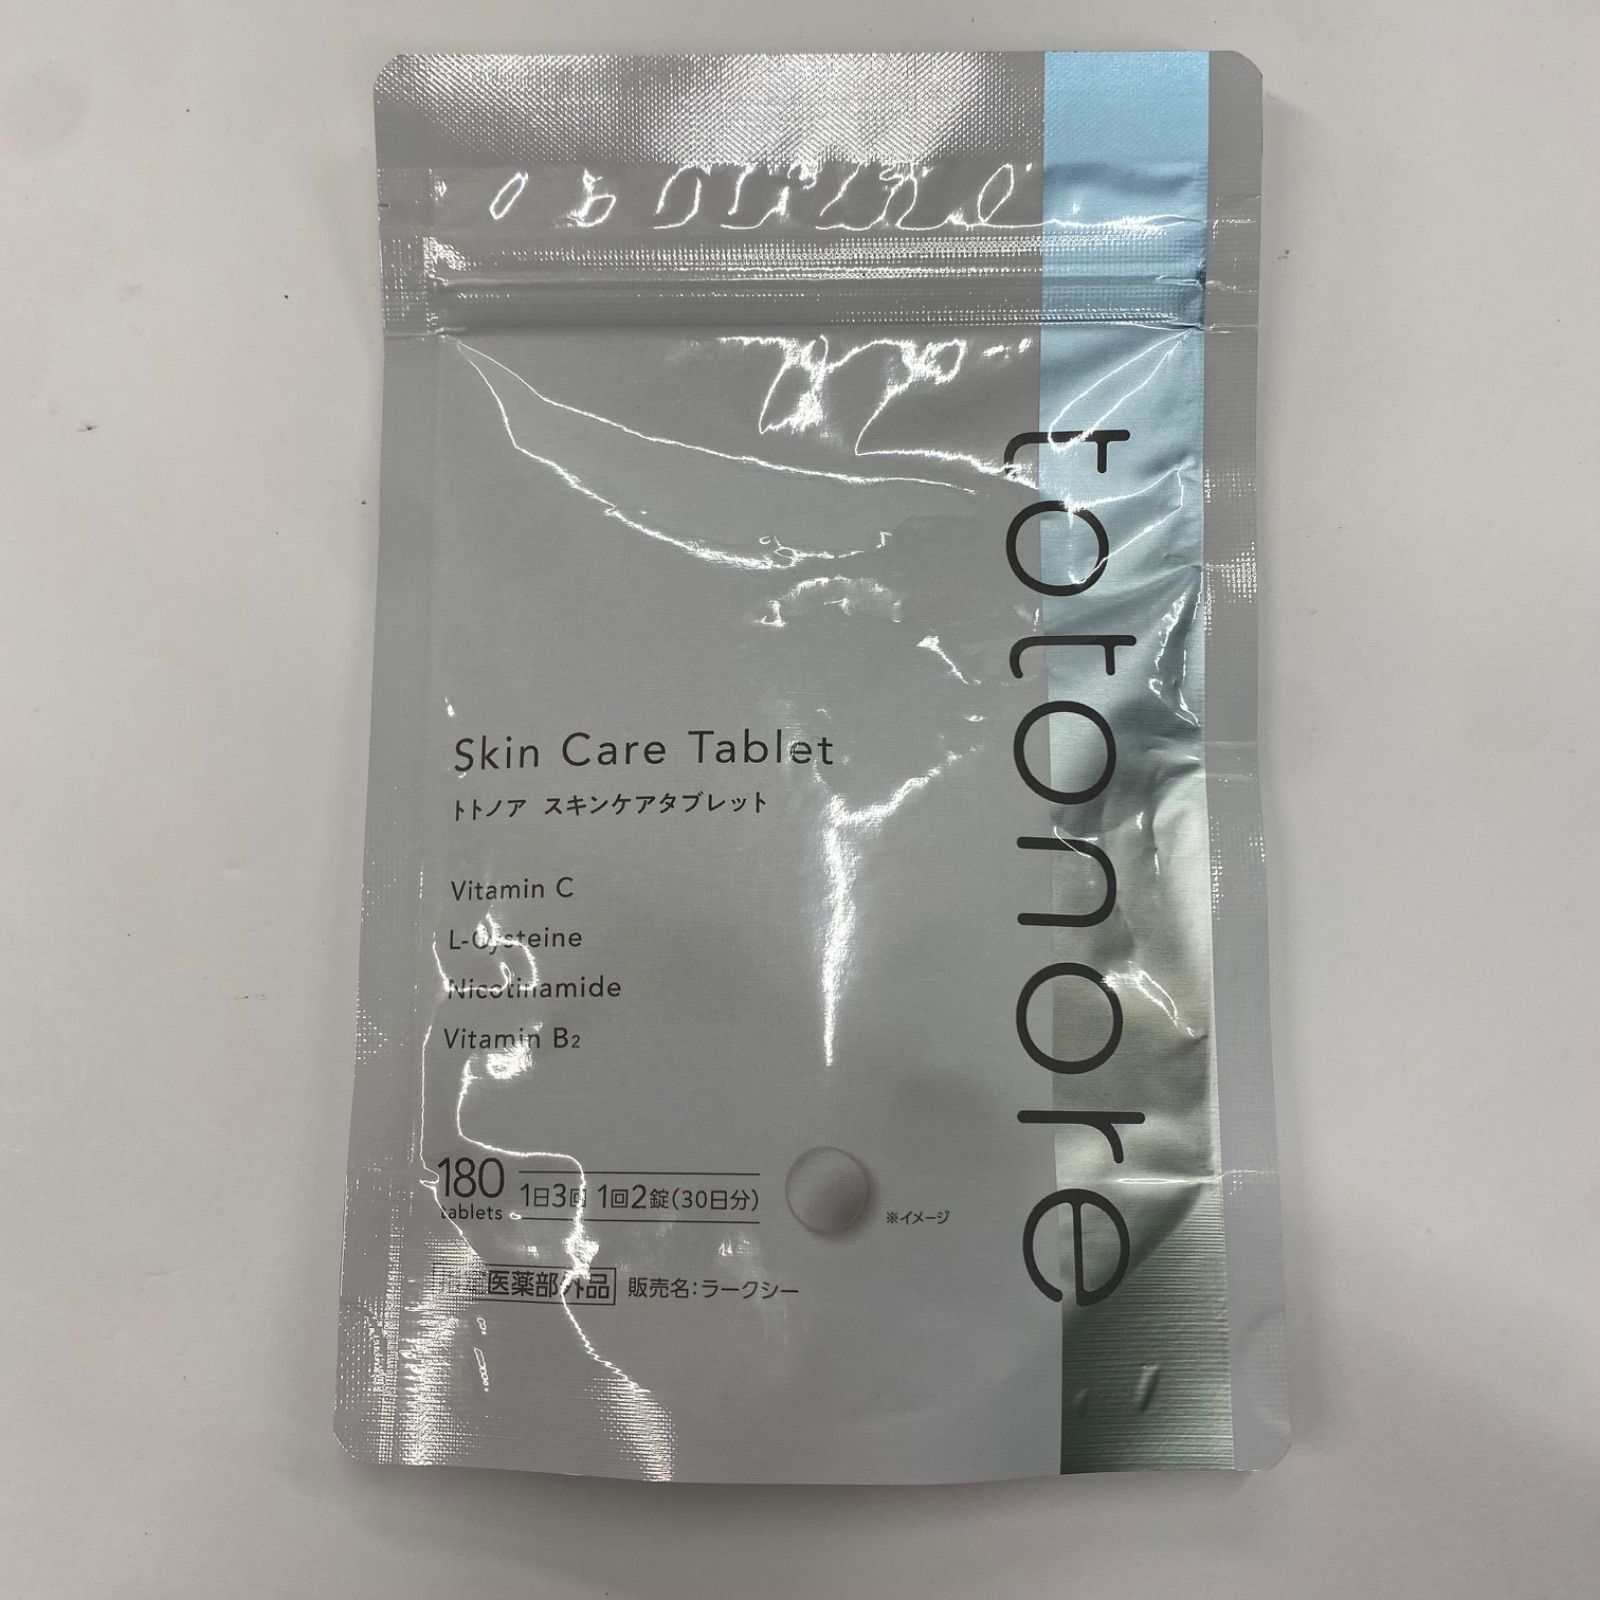 totonore
Skin Care Tablet
トトノア スキンケアタブレット
Vitamin C
L-Cysteine
Nicotinamide
Vitamin B2
180
tablets
1日3回 1回2錠(30日分)
※イメージ
医薬部外品 販売名:ラークシー